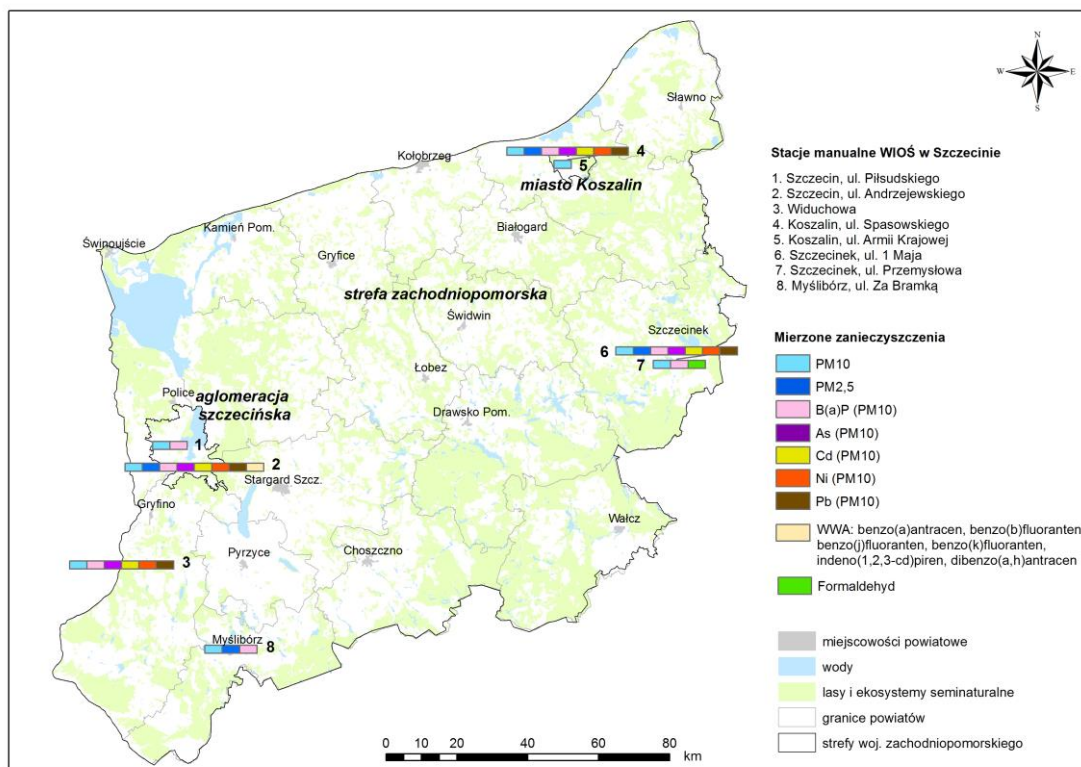 N
W
E
S
Sławno
Kołobrzeg
4
5
miasto Koszalin
Kamień Pom.
Białogard
Świnoujście
Gryfice
strefa zachodniopomorska
Świdwin
Szczecinek
6
7
Łobez
Police
aglomeracja
szczecińska
Drawsko Pom.
1
2
Stargard Szcz.
Gryfino
Wałcz
3
Pyrzyce
Choszczno
Myślibórz
8
0 5 10 20 30 40 60 80
km
Stacje manualne WIOŚ w Szczecinie
1. Szczecin, ul. Piłsudskiego
2. Szczecin, ul. Andrzejewskiego
3. Widuchowa
4. Koszalin, ul. Spasowskiego
5. Koszalin, ul. Armii Krajowej
6. Szczecinek, ul. 1 Maja
7. Szczecinek, ul. Przemysłowa
8. Myślibórz, ul. Za Bramką
Mierzone zanieczyszczenia
PM10
PM2,5
B(a)P (PM10)
As (PM10)
Cd (PM10)
Ni (PM10)
Pb (PM10)
WWA: benzo(a)antracen, benzo(b)fluoranten,
benzo(j)fluoranten, benzo(k)fluoranten,
indeno(1,2,3-cd)piren, dibenzo(a,h)antracen
Formaldehyd
miejscowości powiatowe
wody
lasy i ekosystemy seminaturalne
granice powiatów
strefy woj. zachodniopomorskiego